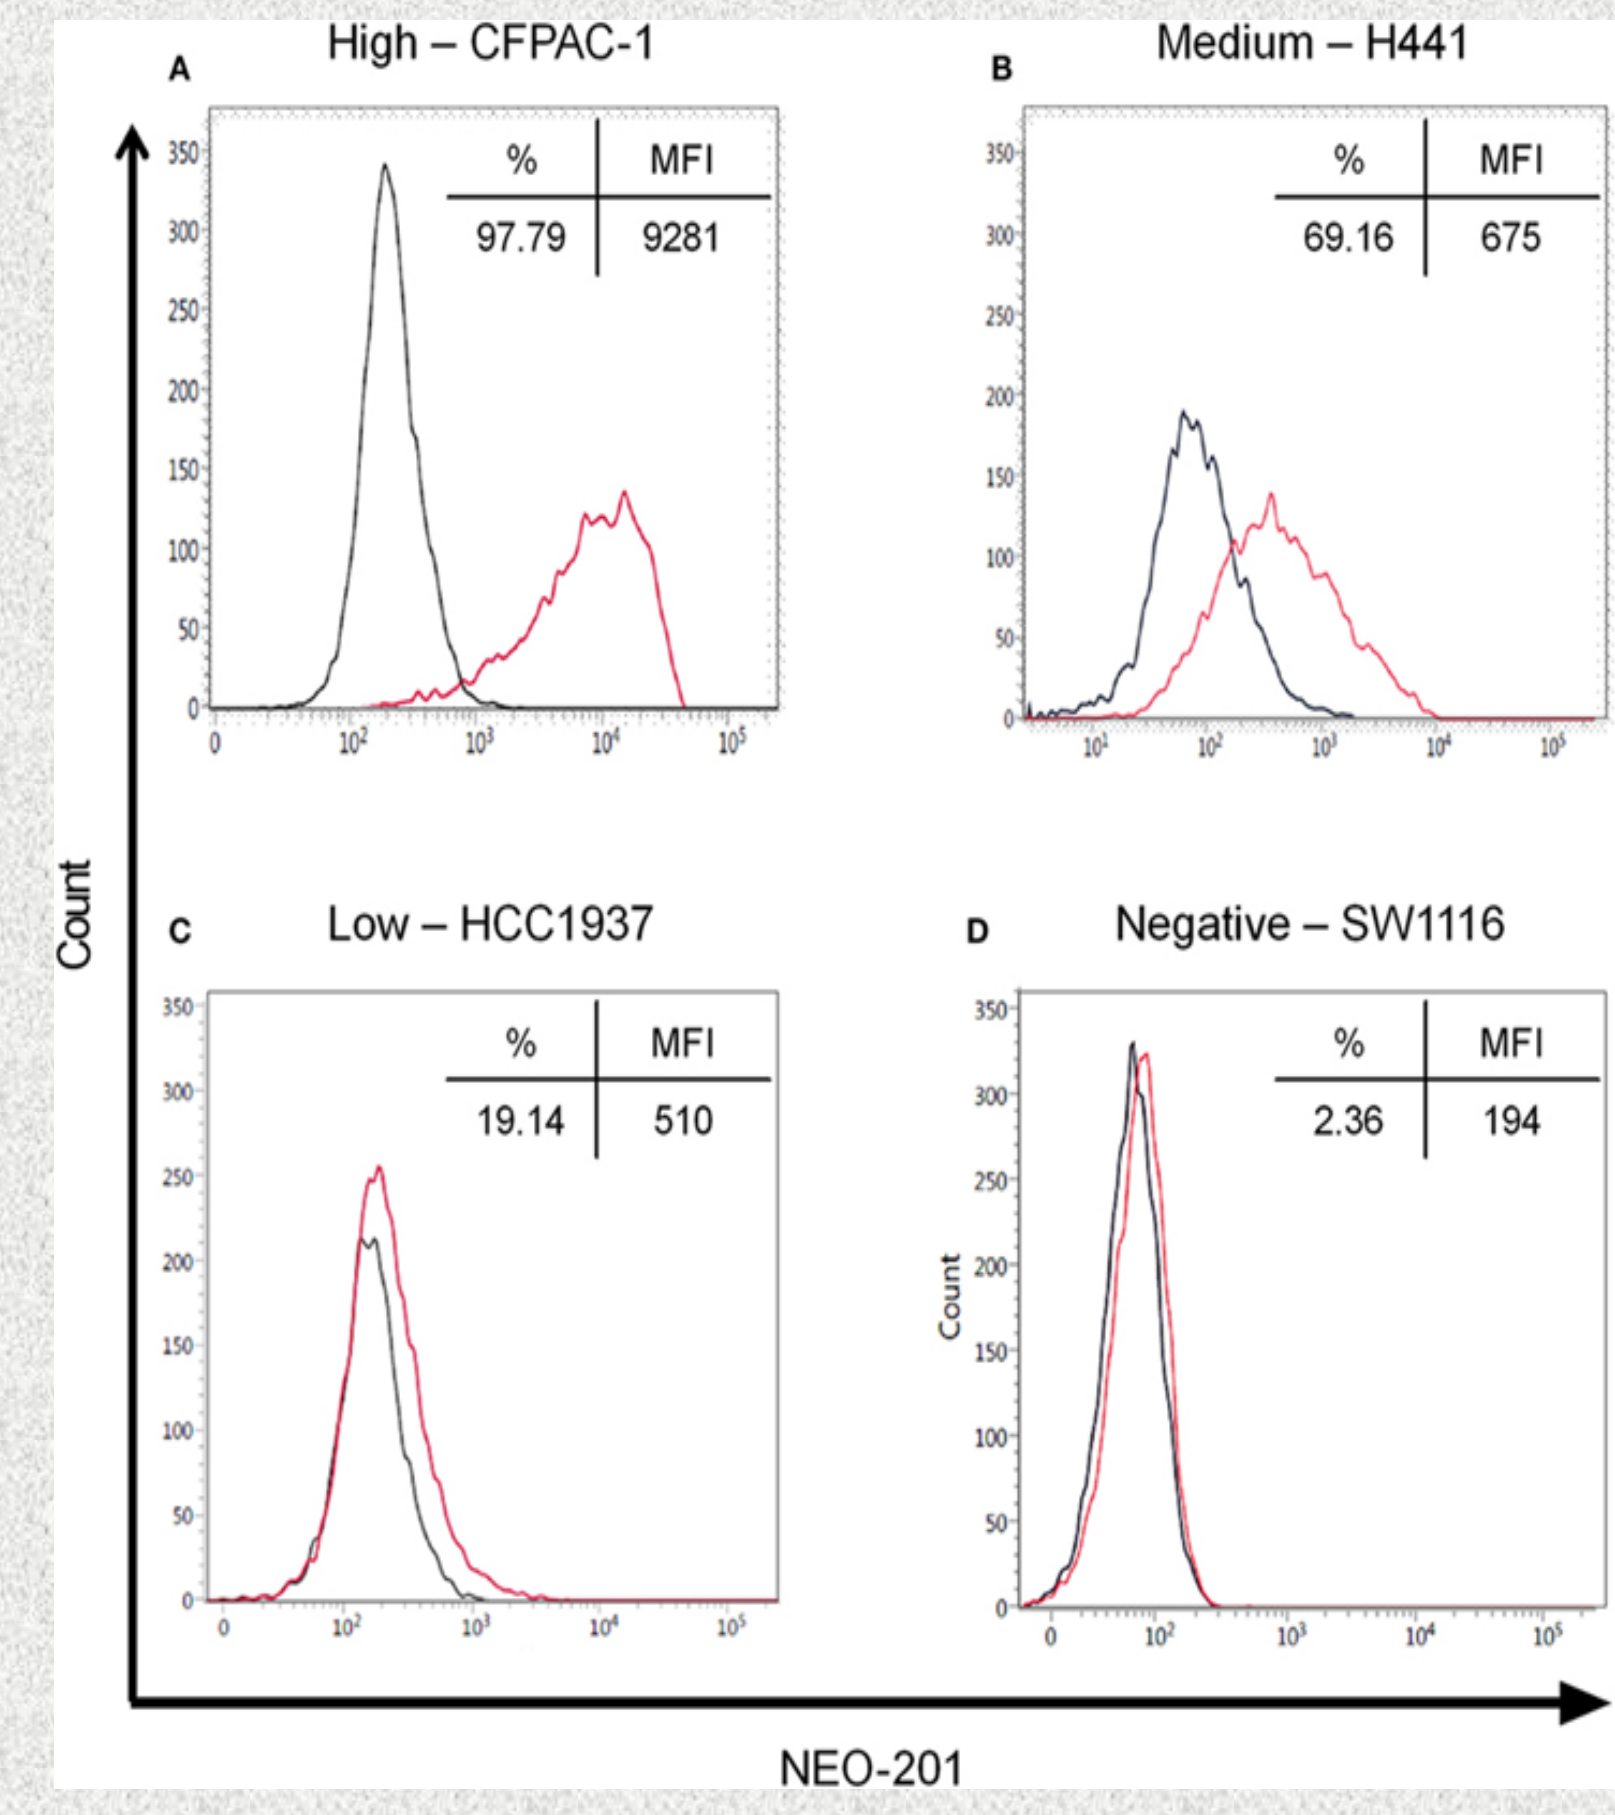 A
High – CFPAC-1
% MFI
97.79 9281
350
300
250
200
150
100
50
0
0 10² 10³ 10⁴ 10⁵
B
Medium – H441
% MFI
69.16 675
350
300
250
200
150
100
50
0
10¹ 10² 10³ 10⁴ 10⁵
Count
C
Low – HCC1937
% MFI
19.14 510
350
300
250
200
150
100
50
0
0 10² 10³ 10⁴ 10⁵
D
Negative – SW1116
% MFI
2.36 194
Count
350
300
250
200
150
100
50
0
0 10² 10³ 10⁴ 10⁵
NEO-201